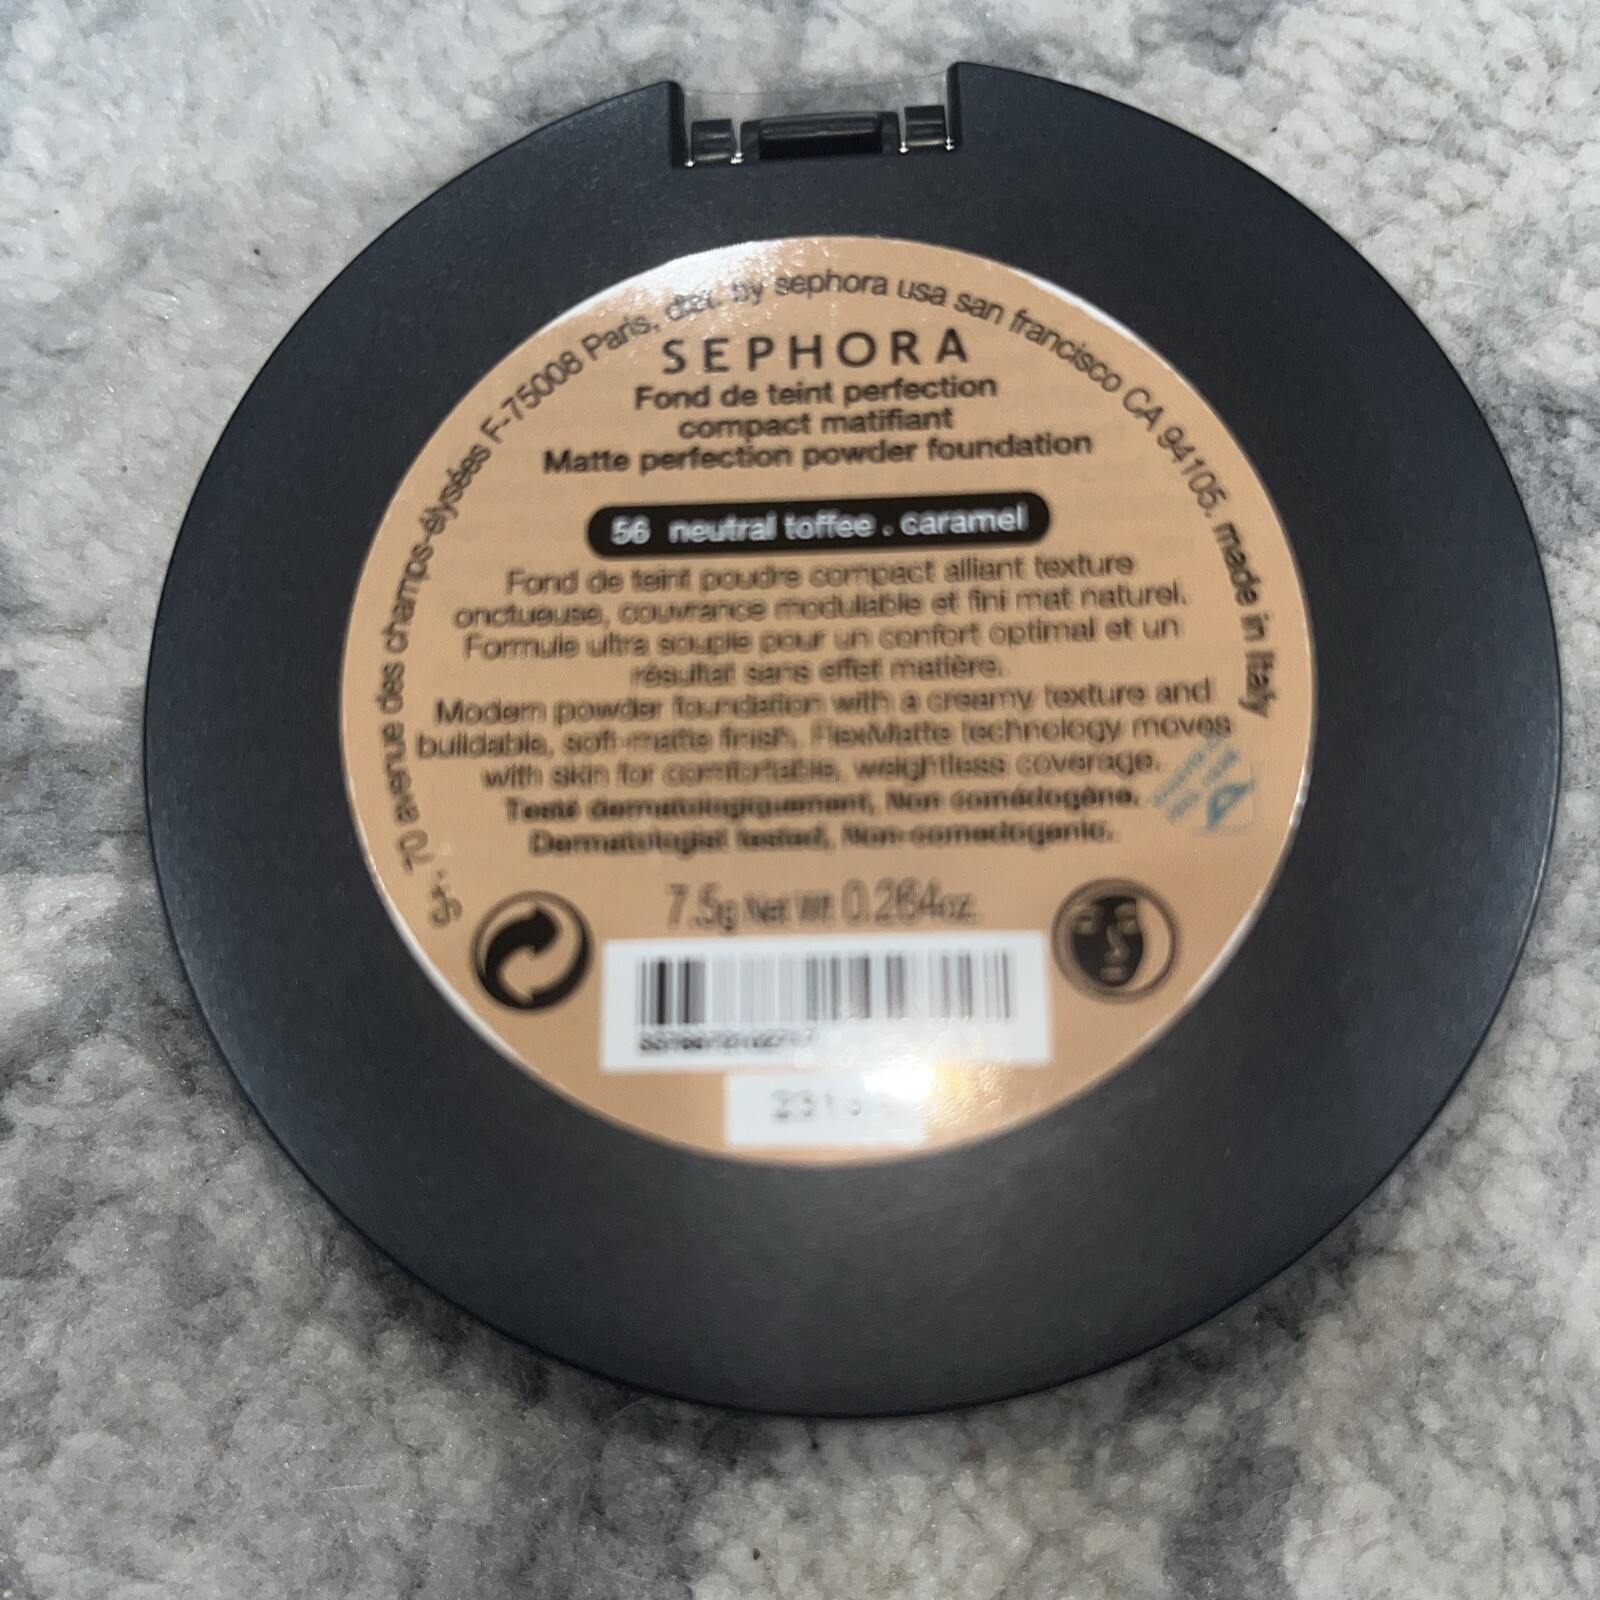 S+, 70 avenue des champs-élysées F-75008 Paris, dist. by sephora usa san francisco CA 94105. made in Italy
SEPHORA
Fond de teint perfection
compact matifiant
Matte perfection powder foundation
56 neutral toffee . caramel
Fond de teint poudre compact alliant texture
onctueuse, couvrance modulable et fini mat naturel.
Formule ultra souple pour un confort optimal et un
résultat sans effet matière.
Modern powder foundation with a creamy texture and
buildable, soft-matte finish. FlexMatte technology moves
with skin for comfortable, weightless coverage.
Testé dermatologiquement, Non comédogène.
Dermatologist tested, Non-comedogenic.
7.5g Net Wt. 0.264oz.